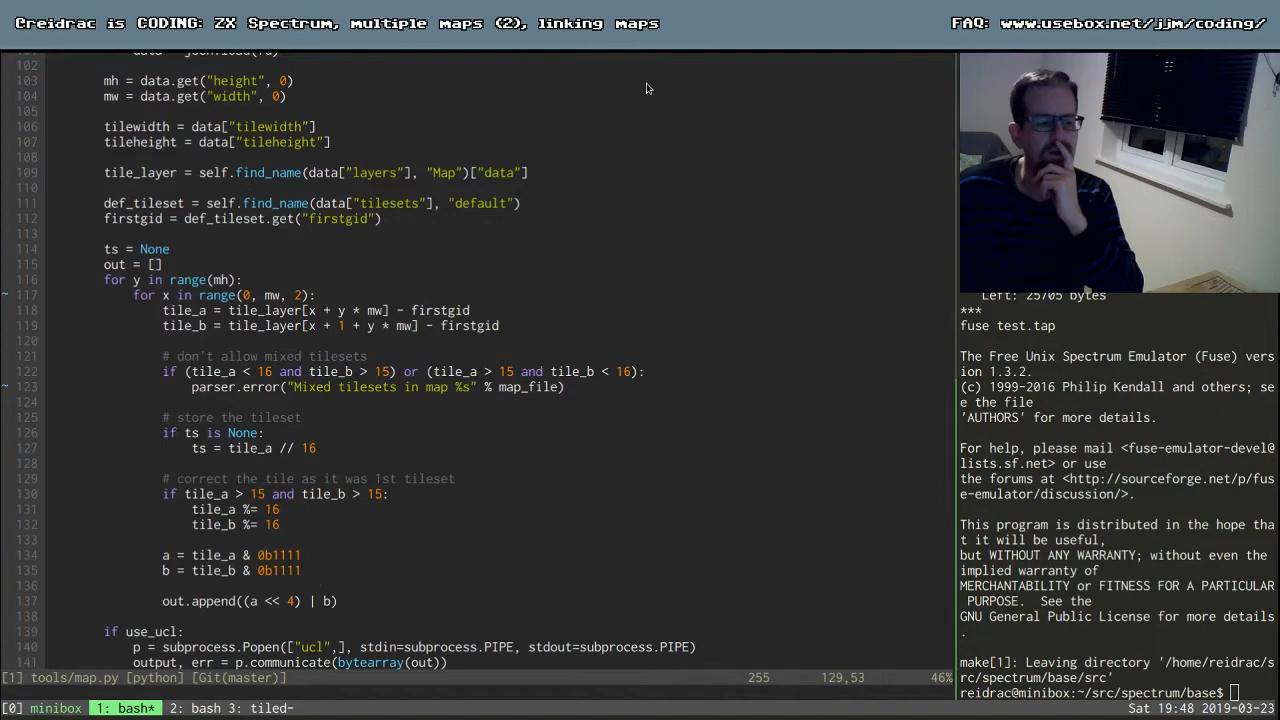 Creidrac is CODING: ZX Spectrum, multiple maps (2), linking maps
FAQ: www.usebox.net/jjm/coding/
102
103 mh = data.get("height", 0)
104 mw = data.get("width", 0)
105
106 tilewidth = data["tilewidth"]
107 tileheight = data["tileheight"]
108
109 tile_layer = self.find_name(data["layers"], "Map")["data"]
110
111 def_tileset = self.find_name(data["tilesets"], "default")
112 firstgid = def_tileset.get("firstgid")
113
114 ts = None
115 out = []
116 for y in range(mh):
~ 117 for x in range(0, mw, 2):
118 tile_a = tile_layer[x + y * mw] - firstgid
119 tile_b = tile_layer[x + 1 + y * mw] - firstgid
120
121 # don't allow mixed tilesets
122 if (tile_a < 16 and tile_b > 15) or (tile_a > 15 and tile_b < 16):
~ 123 parser.error("Mixed tilesets in map %s" % map_file)
124
125 # store the tileset
126 if ts is None:
127 ts = tile_a // 16
128
129 # correct the tile as it was 1st tileset
130 if tile_a > 15 and tile_b > 15:
131 tile_a %= 16
132 tile_b %= 16
133
134 a = tile_a & 0b1111
135 b = tile_b & 0b1111
136
137 out.append((a << 4) | b)
138
139 if use_ucl:
140 p = subprocess.Popen(["ucl",], stdin=subprocess.PIPE, stdout=subprocess.PIPE)
141 output, err = p.communicate(bytearray(out))
[1] tools/map.py [python] [Git(master)] 255 129,53 46%
Left: 25705 bytes
***
fuse test.tap
The Free Unix Spectrum Emulator (Fuse) vers
ion 1.3.2.
(c) 1999-2016 Philip Kendall and others; se
e the file
'AUTHORS' for more details.
For help, please mail <fuse-emulator-devel@
lists.sf.net> or use
the forums at <http://sourceforge.net/p/fus
e-emulator/discussion/>.
This program is distributed in the hope tha
t it will be useful,
but WITHOUT ANY WARRANTY; without even the
implied warranty of
MERCHANTABILITY or FITNESS FOR A PARTICULAR
PURPOSE.  See the
GNU General Public License for more details
.
make[1]: Leaving directory '/home/reidrac/s
rc/spectrum/base/src'
reidrac@minibox:~/src/spectrum/base$
[0] minibox 1: bash* 2: bash 3: tiled- Sat 19:48 2019-03-23